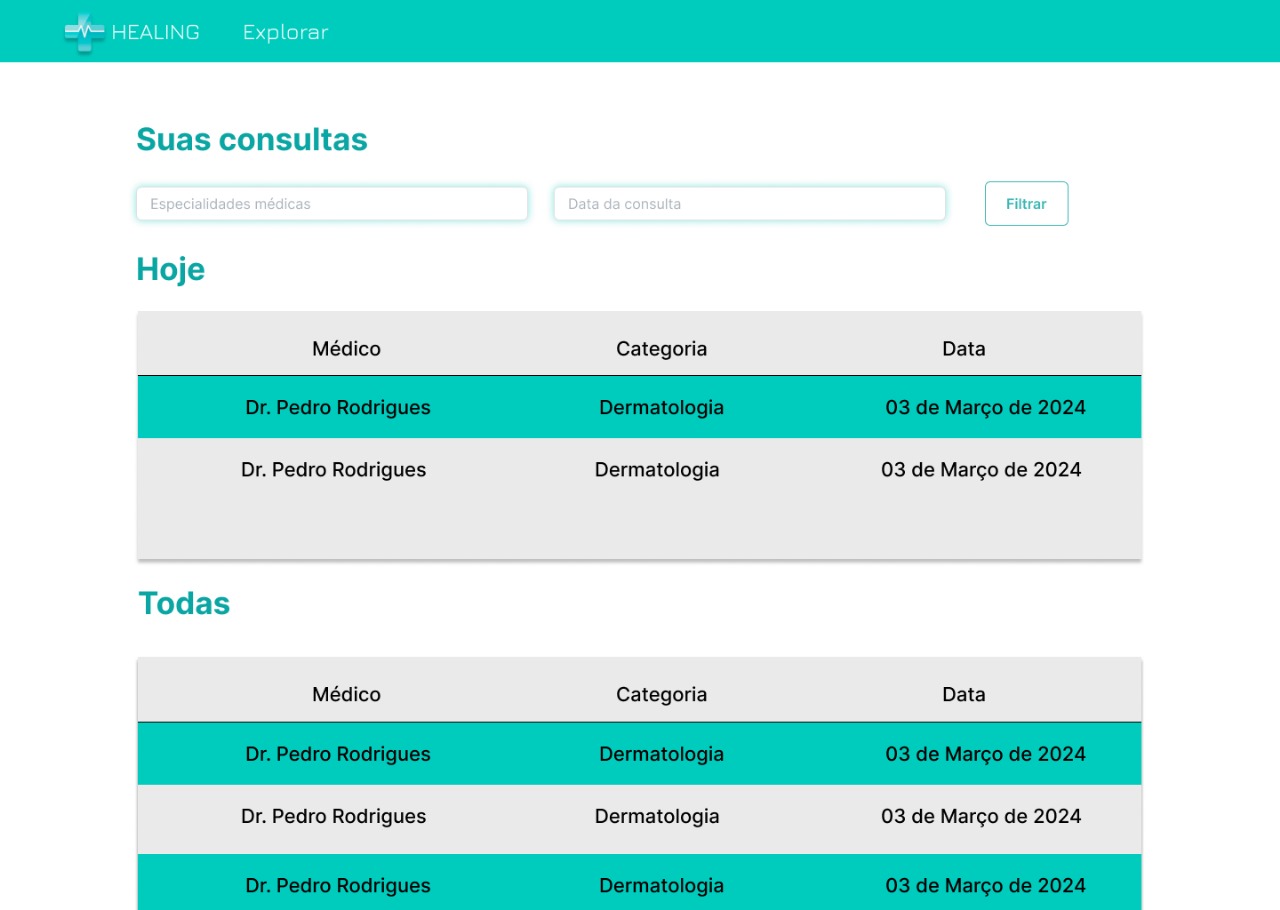 HEALING Explorar
Suas consultas
Especialidades médicas Data da consulta Filtrar
Hoje
Médico Categoria Data
Dr. Pedro Rodrigues Dermatologia 03 de Março de 2024
Dr. Pedro Rodrigues Dermatologia 03 de Março de 2024
Todas
Médico Categoria Data
Dr. Pedro Rodrigues Dermatologia 03 de Março de 2024
Dr. Pedro Rodrigues Dermatologia 03 de Março de 2024
Dr. Pedro Rodrigues Dermatologia 03 de Março de 2024